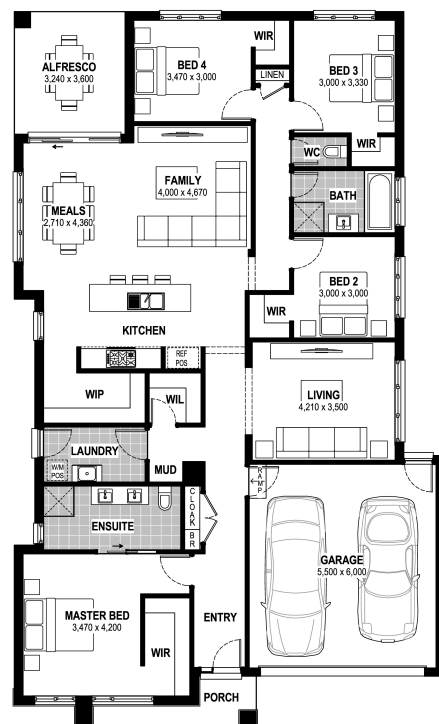 WIR
BED 4
3,470 x 3,000
ALFRESCO
3,240 x 3,600
BED 3
3,000 x 3,330
LINEN
WC
WIR
FAMILY
4,000 x 4,670
BATH
MEALS
2,710 x 4,360
BED 2
3,000 x 3,000
WIR
KITCHEN
REF
POS
WIP
WIL
LIVING
4,210 x 3,500
LAUNDRY
W/M
POS
MUD
RAMP
CLOAK
BR
ENSUITE
GARAGE
5,500 x 6,000
MASTER BED
3,470 x 4,200
ENTRY
WIR
PORCH